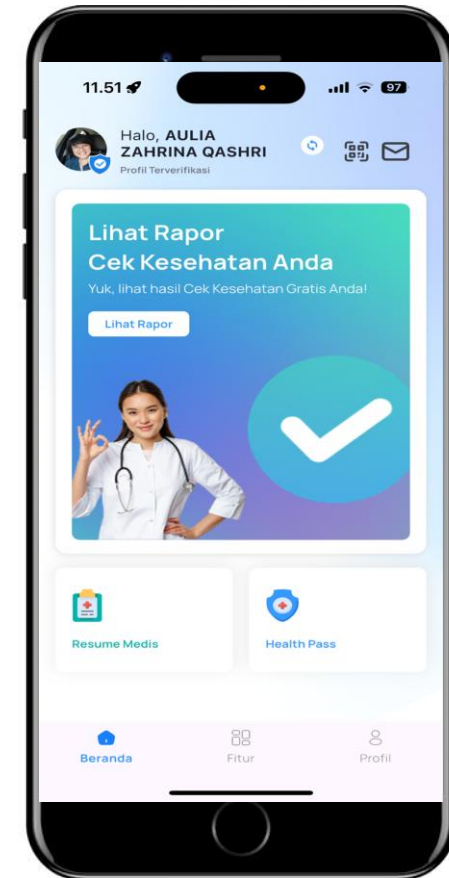 11.51
97
Halo, AULIA
ZAHRINA QASHRI
Profil Terverifikasi
Lihat Rapor
Cek Kesehatan Anda
Yuk, lihat hasil Cek Kesehatan Gratis Anda!
Lihat Rapor
Resume Medis
Health Pass
Beranda
Fitur
Profil